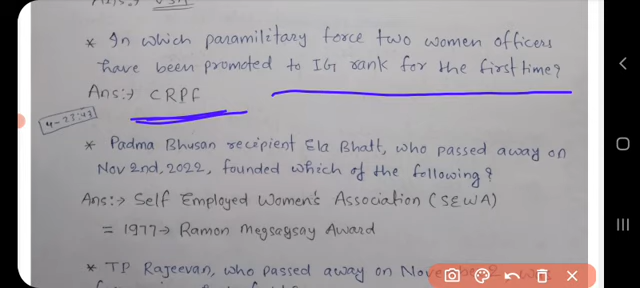 * In which paramilitary force two women officers
have been promoted to IG rank for the first time?
Ans:→ CRPF
* Padma Bhusan recipient Ela Bhatt, who passed away on
Nov 2nd, 2022, founded which of the following?
Ans:→ Self Employed Women's Association (SEWA)
= 1977→ Ramon Megsaysay Award
* TP Rajeevan, who passed away on